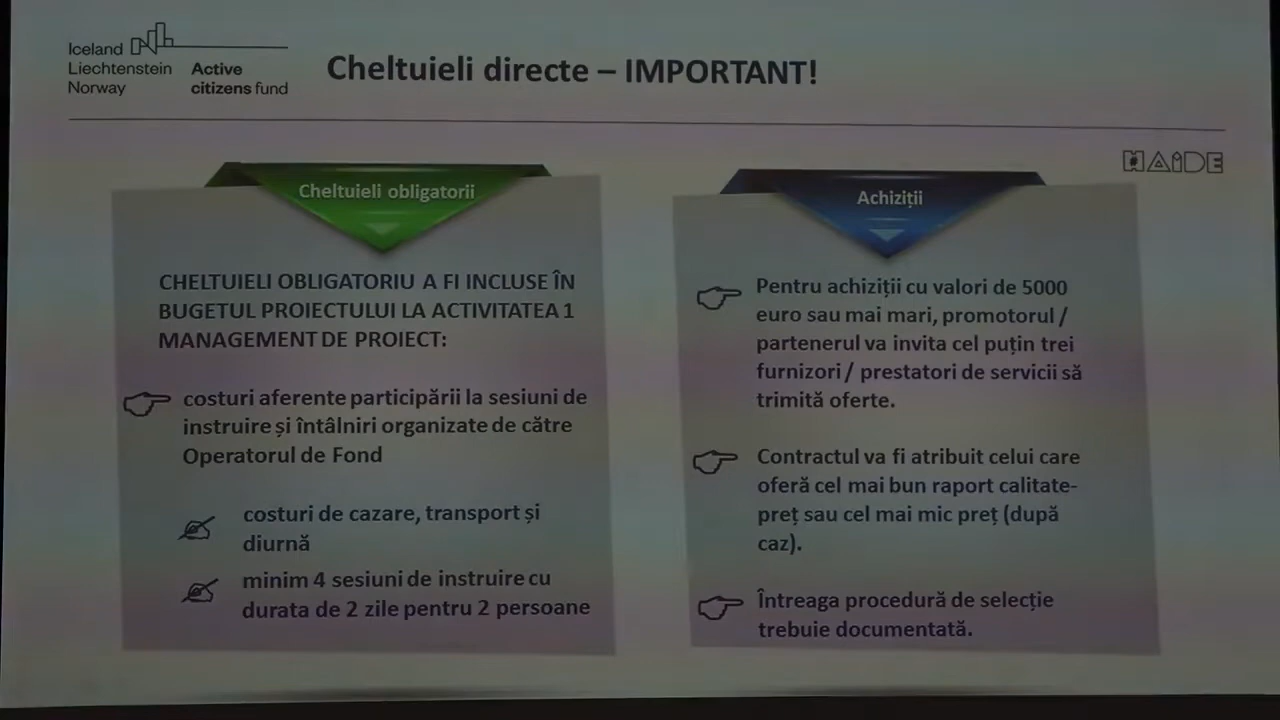 Iceland
Liechtenstein Active
Norway citizens fund
Cheltuieli directe – IMPORTANT!
HAIDE
Cheltuieli obligatorii
CHELTUIELI OBLIGATORIU A FI INCLUSE ÎN
BUGETUL PROIECTULUI LA ACTIVITATEA 1
MANAGEMENT DE PROIECT:
costuri aferente participării la sesiuni de
instruire și întâlniri organizate de către
Operatorul de Fond
costuri de cazare, transport și
diurnă
minim 4 sesiuni de instruire cu
durata de 2 zile pentru 2 persoane
Achiziții
Pentru achiziții cu valori de 5000
euro sau mai mari, promotorul /
partenerul va invita cel puțin trei
furnizori / prestatori de servicii să
trimită oferte.
Contractul va fi atribuit celui care
oferă cel mai bun raport calitate-
preț sau cel mai mic preț (după
caz).
Întreaga procedură de selecție
trebuie documentată.